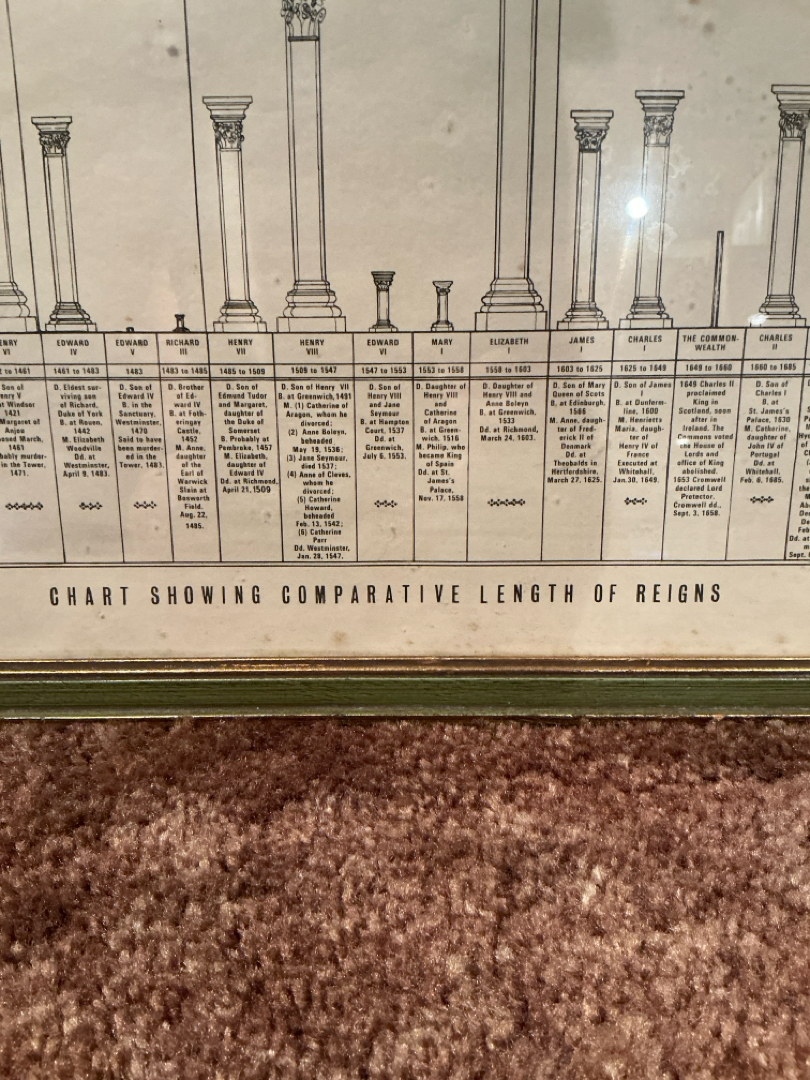 ENRY
VI
to 1461
Son of
enry V
at Windsor
1421
Margaret of
Anjou
posed March,
1461
bably murder-
in the Tower,
1471.
EDWARD
IV
1461 to 1483
D. Eldest sur-
viving son
of Richard,
Duke of York
B. at Rouen,
1442
M. Elizabeth
Woodville
Dd. at
Westminster,
April 9, 1483.
EDWARD
V
1483
D. Son of
Edward IV
B. in the
Sanctuary,
Westminster,
1470
Said to have
been murder-
ed in the
Tower, 1483.
RICHARD
III
1483 to 1485
D. Brother
of Ed-
ward IV
B. at Foth-
eringay
Castle,
1452
M. Anne,
daughter
of the
Earl of
Warwick
Slain at
Bosworth
Field.
Aug. 22,
1485.
HENRY
VII
1485 to 1509
D. Son of
Edmund Tudor
and Margaret,
daughter of
the Duke of
Somerset
B. Probably at
Pembroke, 1457
M. Elizabeth,
daughter of
Edward IV
Dd. at Richmond,
April 21, 1509
HENRY
VIII
1509 to 1547
D. Son of Henry VII
B. at Greenwich, 1491
M. (1) Catherine of
Aragon, whom he
divorced;
(2) Anne Boleyn,
beheaded
May 19, 1536;
(3) Jane Seymour,
died 1537;
(4) Anne of Cleves,
whom he
divorced;
(5) Catherine
Howard,
beheaded
Feb. 13, 1542;
(6) Catherine
Parr
Dd. Westminster,
Jan. 28, 1547.
EDWARD
VI
1547 to 1553
D. Son of
Henry VIII
and Jane
Seymour
B. at Hampton
Court, 1537
Dd. at
Greenwich,
July 6, 1553.
MARY
I
1553 to 1558
D. Daughter of
Henry VIII
and
Catherine
of Aragon
B. at Green-
wich, 1516
M. Philip, who
became King
of Spain
Dd. at St.
James's
Palace,
Nov. 17, 1558
ELIZABETH
I
1558 to 1603
D. Daughter of
Henry VIII and
Anne Boleyn
B. at Greenwich,
1533
Dd. at Richmond,
March 24, 1603.
JAMES
I
1603 to 1625
D. Son of Mary
Queen of Scots
B. at Edinburgh,
1566
M. Anne, daugh-
ter of Fred-
erick II of
Denmark
Dd. at
Theobalds in
Hertfordshire,
March 27, 1625.
CHARLES
I
1625 to 1649
D. Son of James
I
B. at Dunferm-
line, 1600
M. Henrietta
Maria, daugh-
ter of
Henry IV of
France
Executed at
Whitehall,
Jan. 30, 1649.
THE COMMON-
WEALTH
1649 to 1660
1649 Charles II
proclaimed
King in
Scotland, soon
after in
Ireland. The
Commons voted
the House of
Lords and
office of King
abolished.
1653 Cromwell
declared Lord
Protector.
Cromwell dd.,
Sept. 3, 1658.
CHARLES
II
1660 to 1685
D. Son of
Charles I
B. at
St. James's
Palace, 1630
M. Catherine,
daughter of
John IV of
Portugal
Dd. at
Whitehall,
Feb. 6, 1685.
CHART SHOWING COMPARATIVE LENGTH OF REIGNS